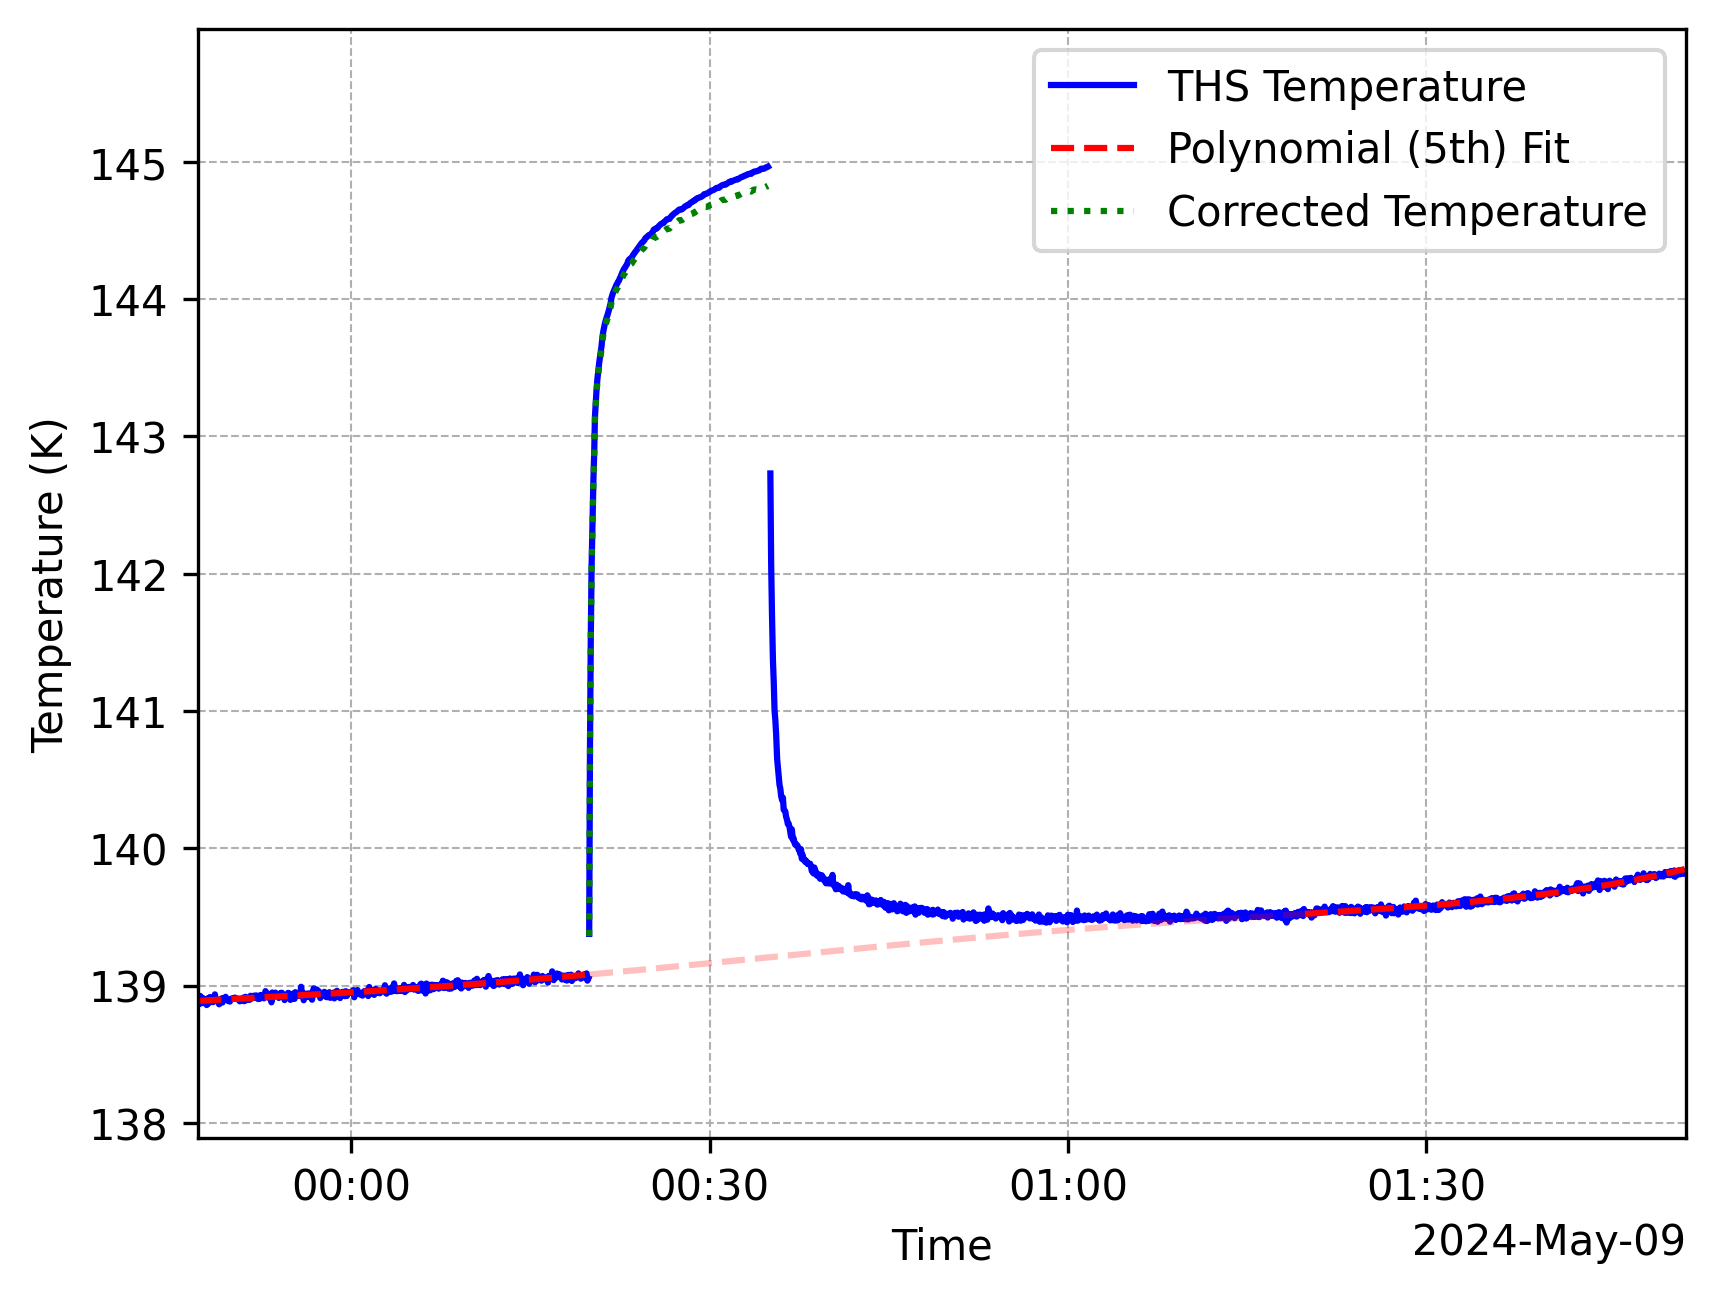 THS Temperature
Polynomial (5th) Fit
Corrected Temperature
145
144
143
142
141
140
139
138
Temperature (K)
00:00
00:30
01:00
01:30
Time
2024-May-09